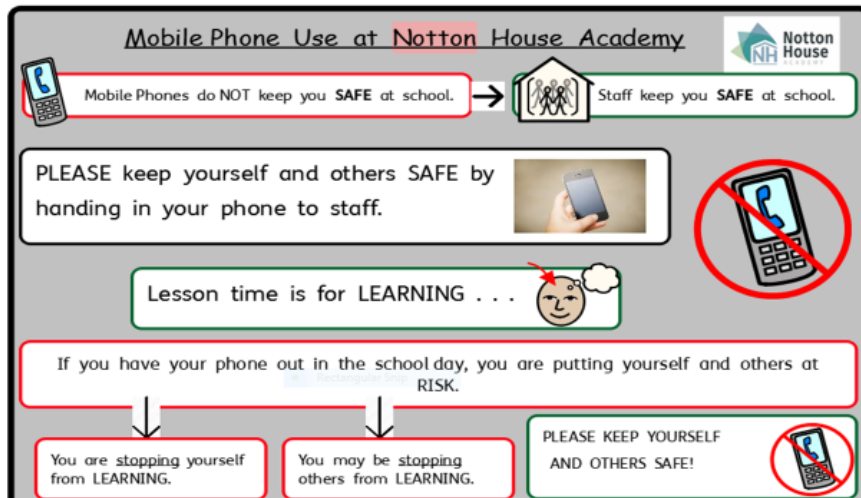 Mobile Phone Use at Notton House Academy
Notton
House
ACADEMY
NH
Mobile Phones do NOT keep you SAFE at school.
Staff keep you SAFE at school.
PLEASE keep yourself and others SAFE by
handing in your phone to staff.
Lesson time is for LEARNING . . .
If you have your phone out in the school day, you are putting yourself and others at
RISK.
Rectangular Snip
You are stopping yourself
from LEARNING.
You may be stopping
others from LEARNING.
PLEASE KEEP YOURSELF
AND OTHERS SAFE!